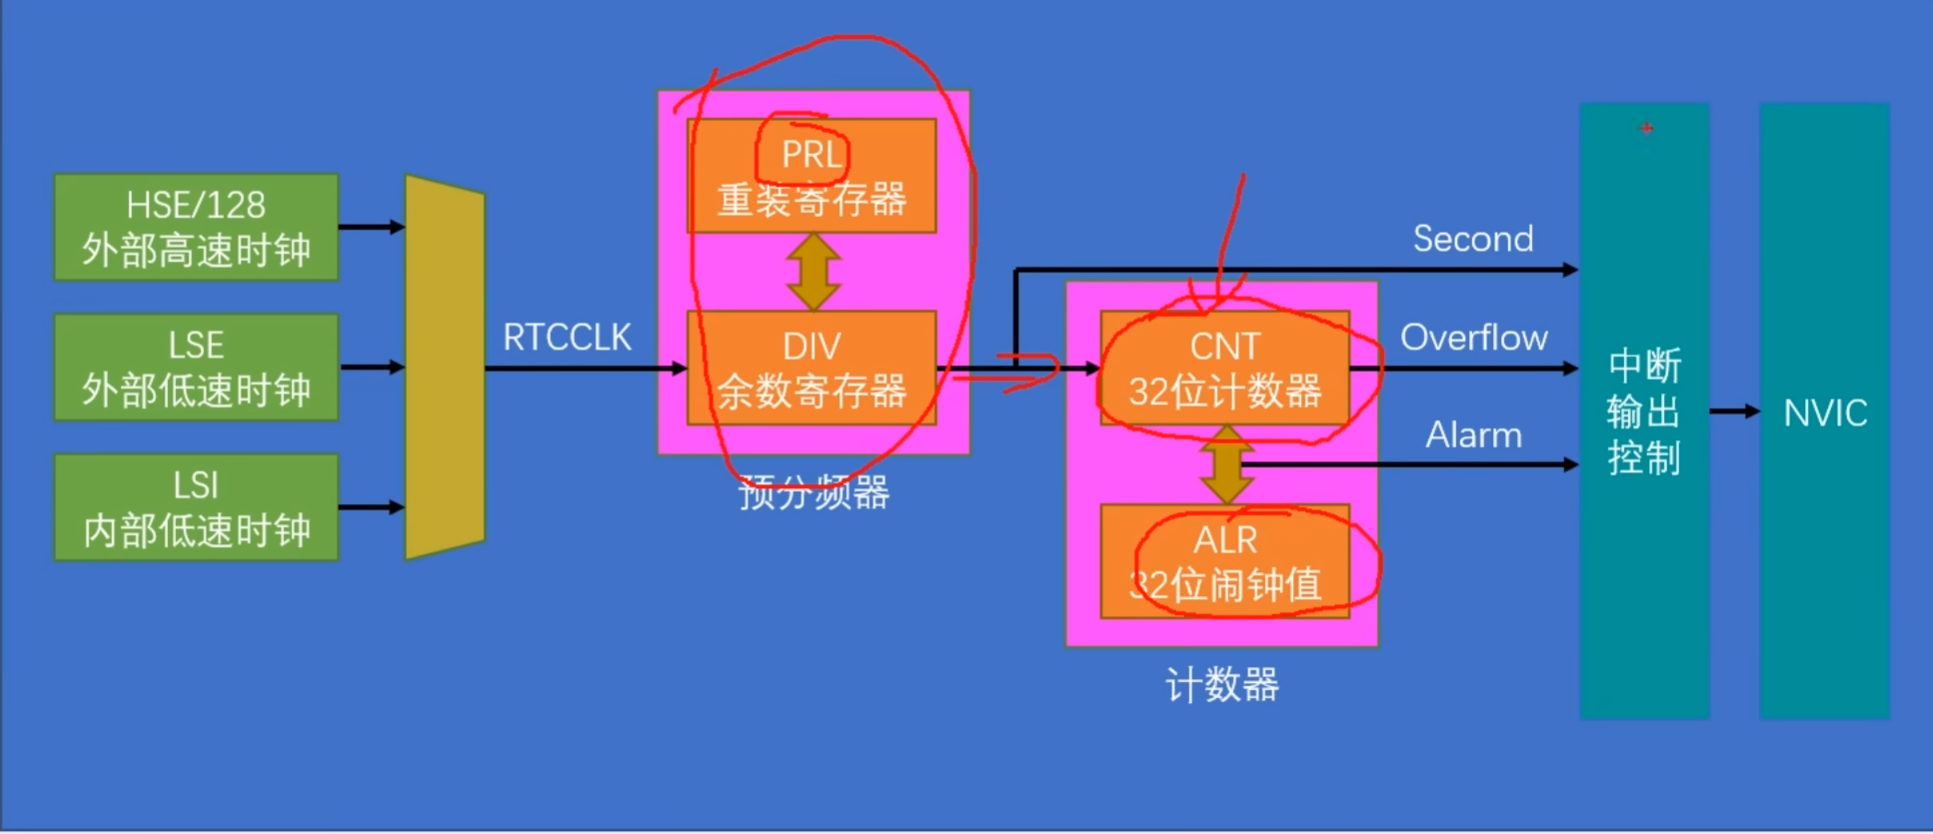 HSE/128
外部高速时钟
LSE
外部低速时钟
LSI
内部低速时钟
RTCCLK
PRL
重装寄存器
DIV
余数寄存器
预分频器
CNT
32位计数器
ALR
32位闹钟值
计数器
Second
Overflow
Alarm
中断
输出
控制
NVIC